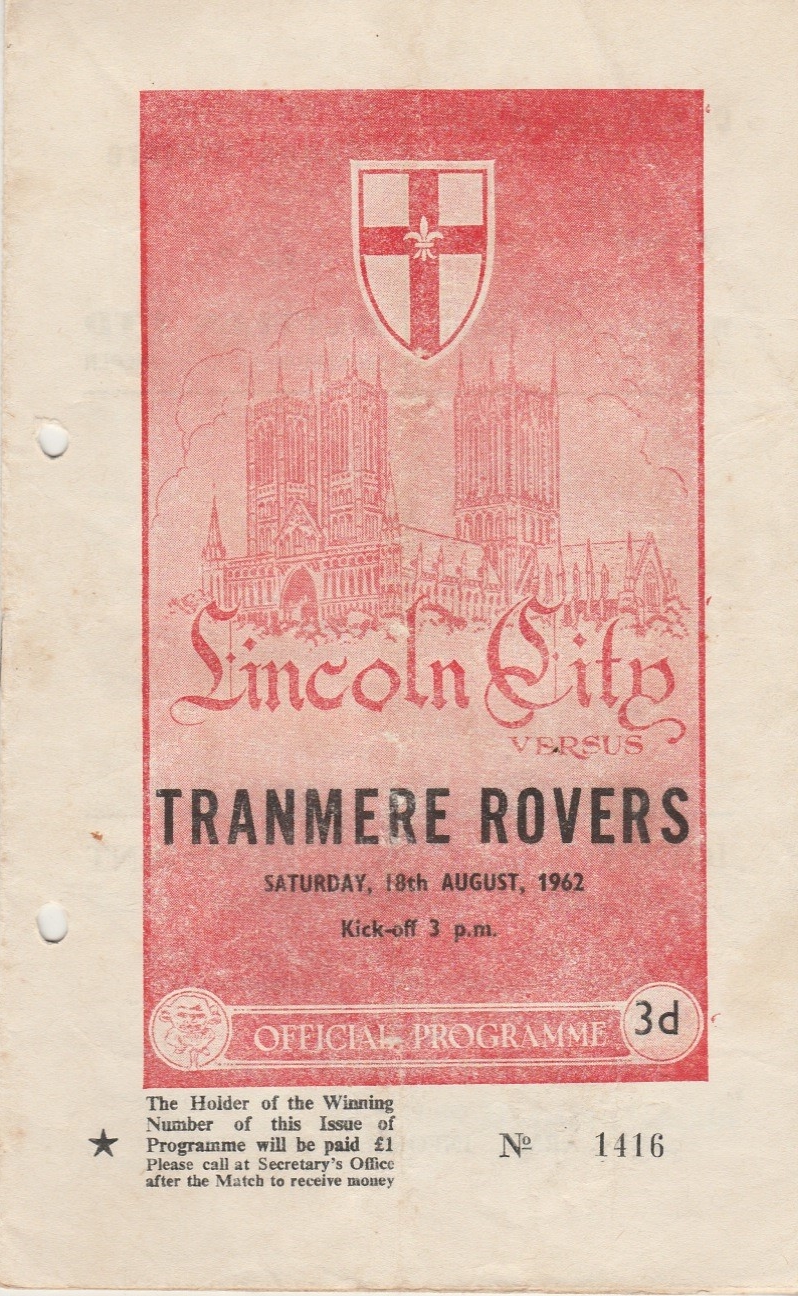 Lincoln City
VERSUS
TRANMERE ROVERS
SATURDAY, 18th AUGUST, 1962
Kick-off 3 p.m.
OFFICIAL PROGRAMME
3d
The Holder of the Winning
Number of this Issue of
★ Programme will be paid £1
Please call at Secretary's Office
after the Match to receive money
Nº 1416